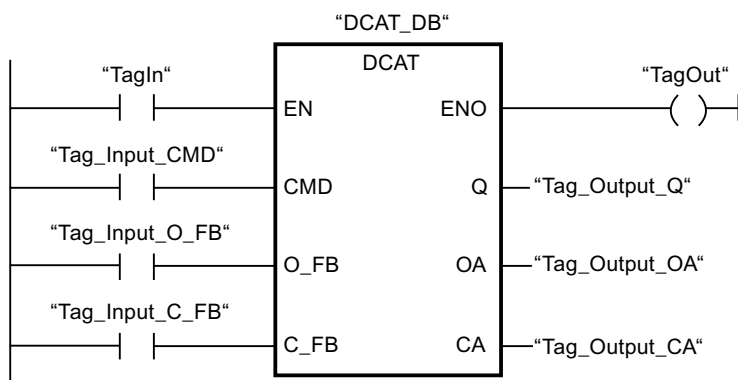 “DCAT_DB“
DCAT
“TagIn“
“TagOut“
EN
ENO
“Tag_Input_CMD“
CMD
Q
“Tag_Output_Q“
“Tag_Input_O_FB“
O_FB
OA
“Tag_Output_OA“
“Tag_Input_C_FB“
C_FB
CA
“Tag_Output_CA“